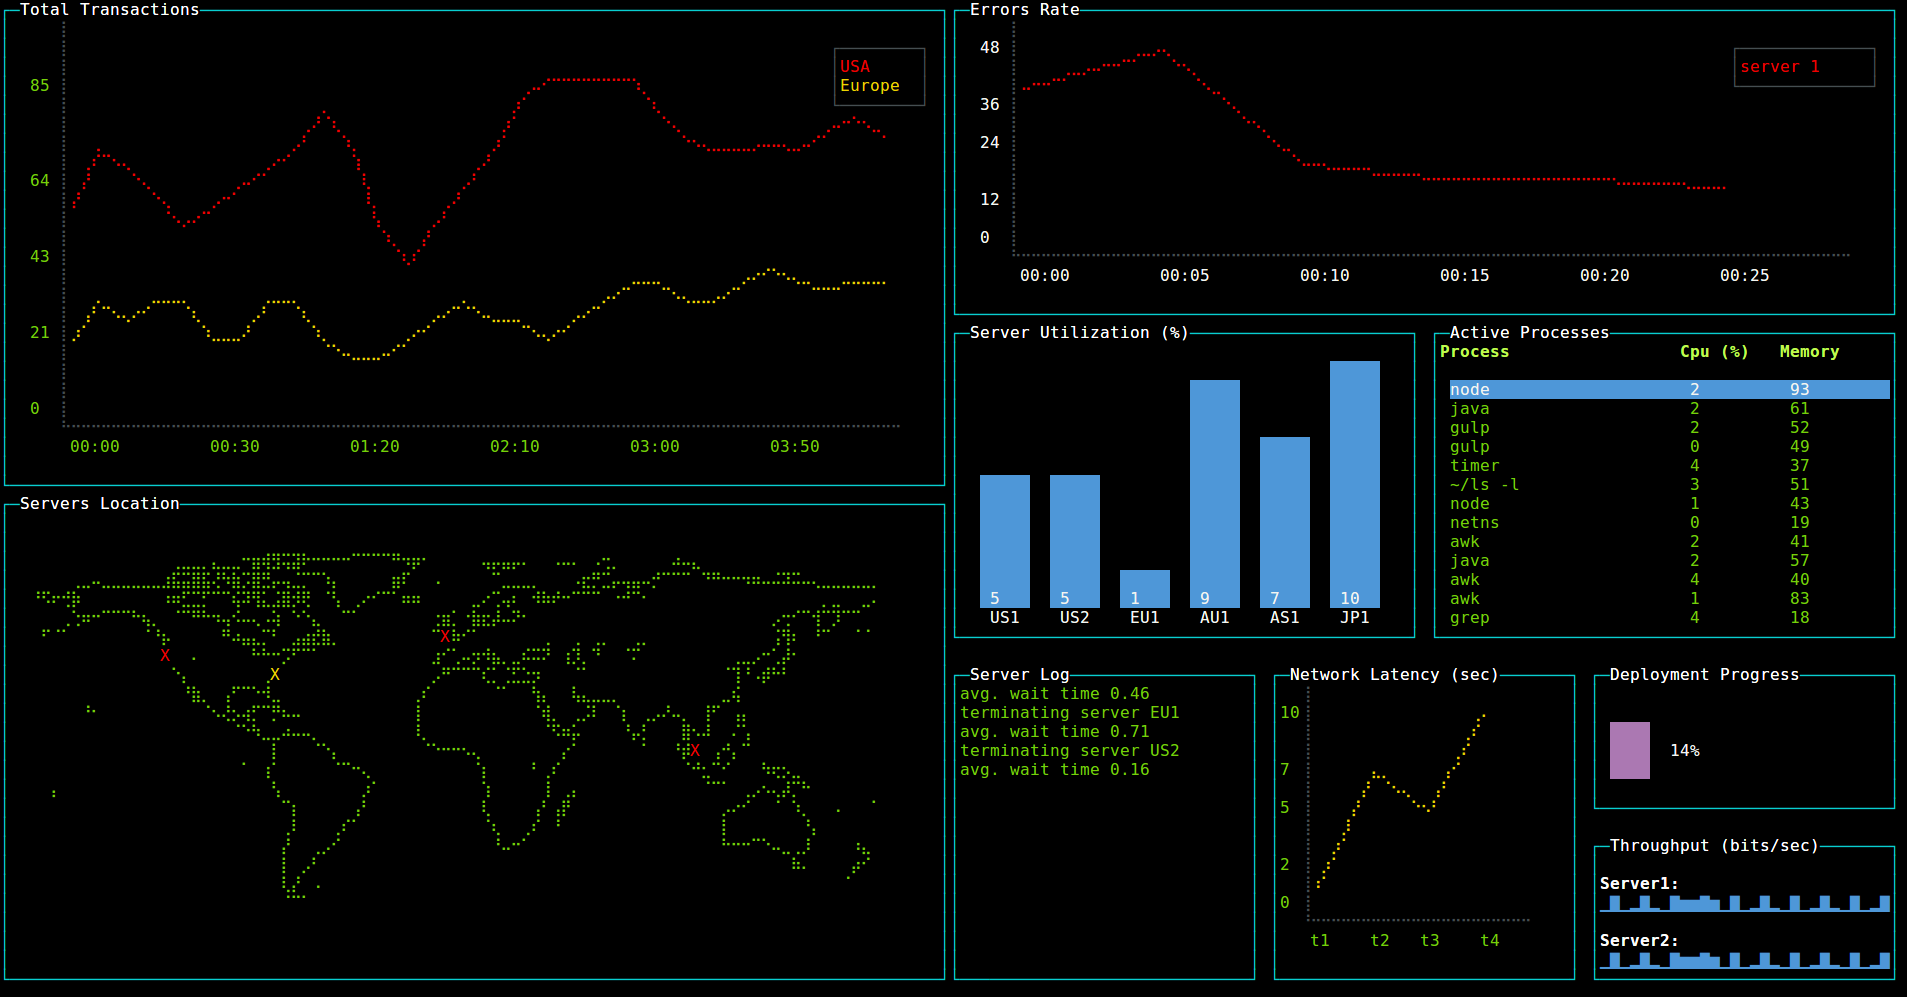 Total Transactions
USA
Europe
85
64
43
21
0
00:00 00:30 01:20 02:10 03:00 03:50
Errors Rate
48
36
24
12
0
server 1
00:00 00:05 00:10 00:15 00:20 00:25
Servers Location
X
X
X
X
Server Utilization (%)
5 5 1 9 7 10
US1 US2 EU1 AU1 AS1 JP1
Active Processes
Process Cpu (%) Memory
node 2 93
java 2 61
gulp 2 52
gulp 0 49
timer 4 37
~/ls -l 3 51
node 1 43
netns 0 19
awk 2 41
java 2 57
awk 4 40
awk 1 83
grep 4 18
Server Log
avg. wait time 0.46
terminating server EU1
avg. wait time 0.71
terminating server US2
avg. wait time 0.16
Network Latency (sec)
10
7
5
2
0
t1 t2 t3 t4
Deployment Progress
14%
Throughput (bits/sec)
Server1:
Server2: